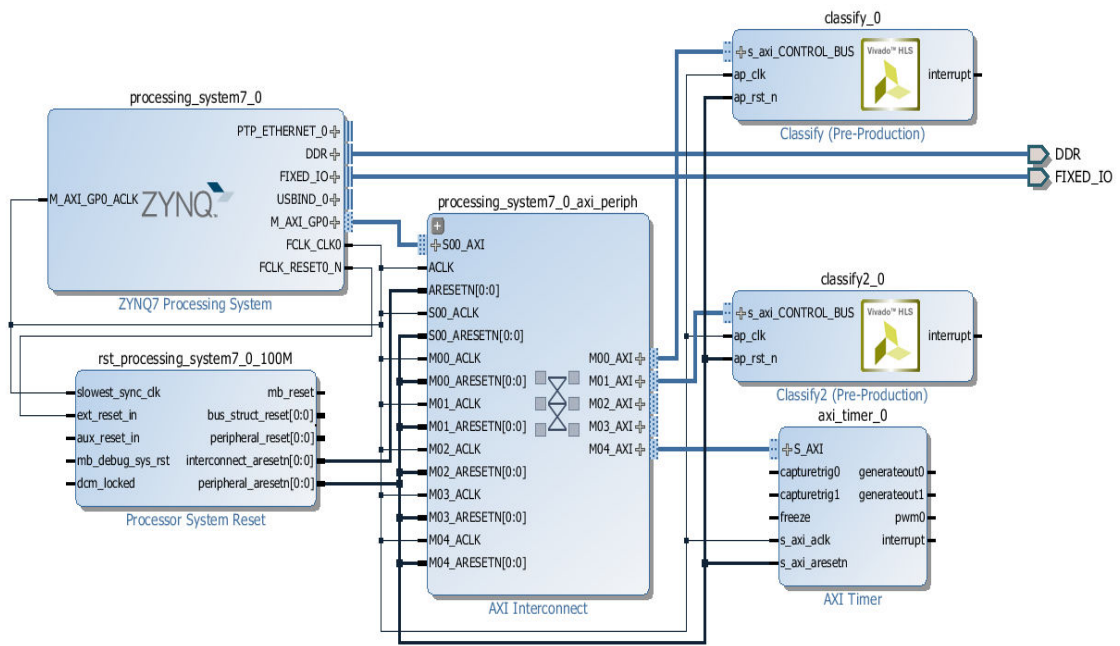 classify_0
s_axi_CONTROL_BUS
ap_clk
ap_rst_n
Vivado™ HLS
interrupt
Classify (Pre-Production)
processing_system7_0
PTP_ETHERNET_0
DDR
FIXED_IO
USBIND_0
M_AXI_GP0
FCLK_CLK0
FCLK_RESET0_N
M_AXI_GP0_ACLK
ZYNQ
ZYNQ7 Processing System
DDR
FIXED_IO
processing_system7_0_axi_periph
S00_AXI
ACLK
ARESETN[0:0]
S00_ACLK
S00_ARESETN[0:0]
M00_ACLK
M00_ARESETN[0:0]
M01_ACLK
M01_ARESETN[0:0]
M02_ACLK
M02_ARESETN[0:0]
M03_ACLK
M03_ARESETN[0:0]
M04_ACLK
M04_ARESETN[0:0]
M00_AXI
M01_AXI
M02_AXI
M03_AXI
M04_AXI
AXI Interconnect
classify2_0
s_axi_CONTROL_BUS
ap_clk
ap_rst_n
Vivado™ HLS
interrupt
Classify2 (Pre-Production)
rst_processing_system7_0_100M
slowest_sync_clk
ext_reset_in
aux_reset_in
mb_debug_sys_rst
dcm_locked
mb_reset
bus_struct_reset[0:0]
peripheral_reset[0:0]
interconnect_aresetn[0:0]
peripheral_aresetn[0:0]
Processor System Reset
axi_timer_0
S_AXI
capturetrig0
capturetrig1
freeze
s_axi_aclk
s_axi_aresetn
generateout0
generateout1
pwm0
interrupt
AXI Timer